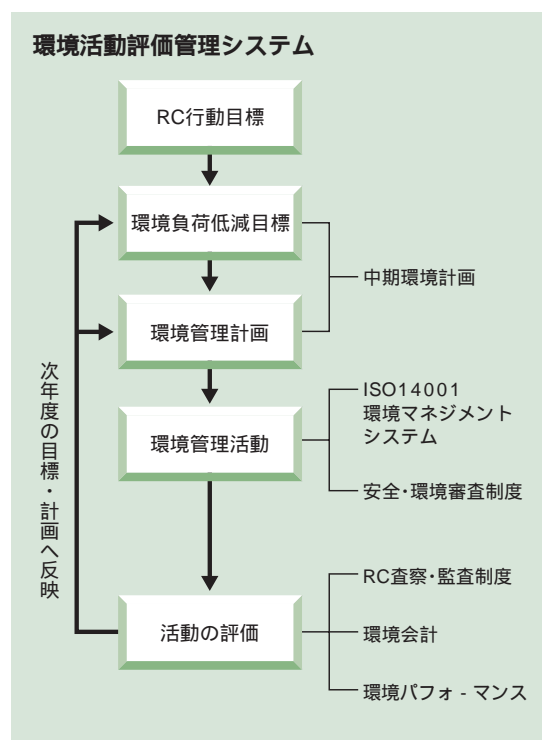 環境活動評価管理システム
RC行動目標
環境負荷低減目標
中期環境計画
環境管理計画
ISO14001
環境マネジメント
システム
環境管理活動
安全・環境審査制度
次年度の目標・計画へ反映
RC査察・監査制度
活動の評価
環境会計
環境パフォ - マンス